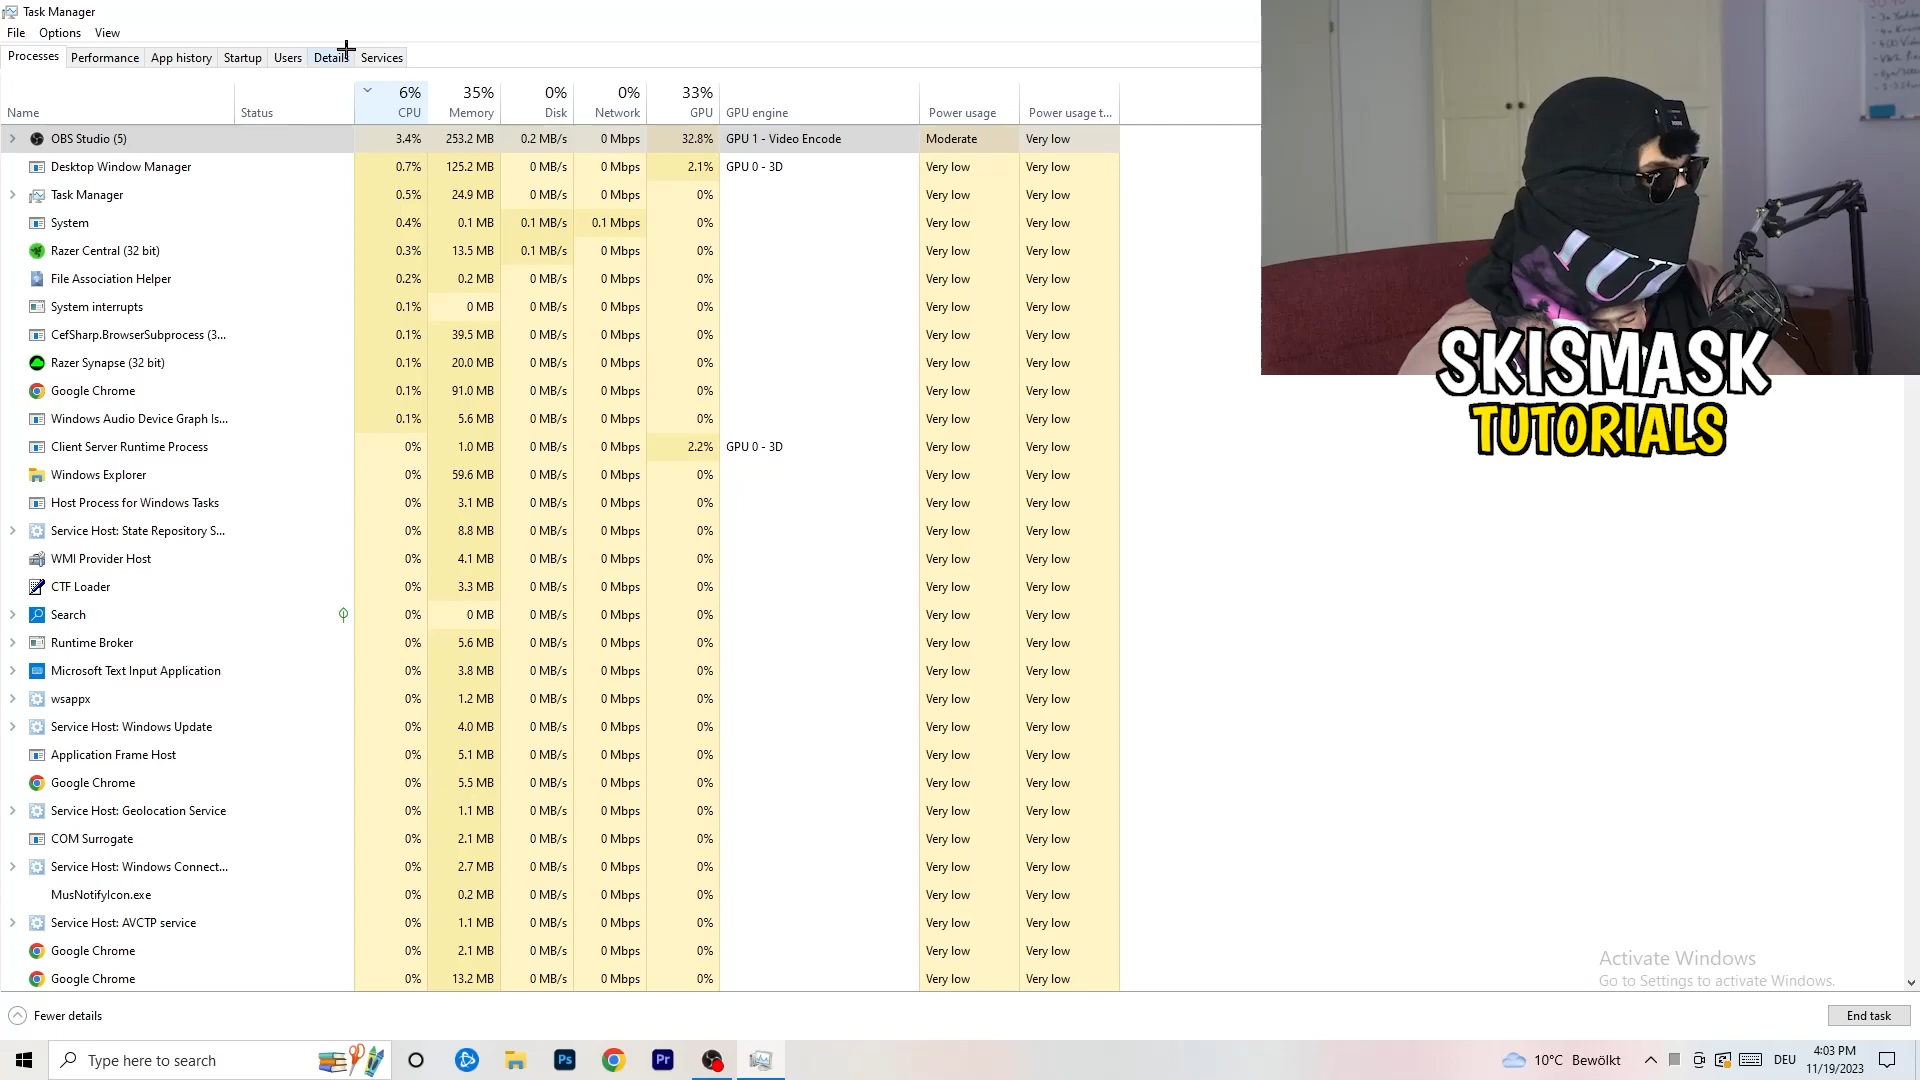 Task Manager
File Options View
Processes Performance App history Startup Users Details Services
6% 35% 0% 0% 33%
Name Status CPU Memory Disk Network GPU GPU engine Power usage Power usage t...
OBS Studio (5) 3.4% 253.2 MB 0.2 MB/s 0 Mbps 32.8% GPU 1 - Video Encode Moderate Very low
Desktop Window Manager 0.7% 125.2 MB 0 MB/s 0 Mbps 2.1% GPU 0 - 3D Very low Very low
Task Manager 0.5% 24.9 MB 0 MB/s 0 Mbps 0% Very low Very low
System 0.4% 0.1 MB 0.1 MB/s 0.1 Mbps 0% Very low Very low
Razer Central (32 bit) 0.3% 13.5 MB 0.1 MB/s 0 Mbps 0% Very low Very low
File Association Helper 0.2% 0.2 MB 0 MB/s 0 Mbps 0% Very low Very low
System interrupts 0.1% 0 MB 0 MB/s 0 Mbps 0% Very low Very low
CefSharp.BrowserSubprocess (3... 0.1% 39.5 MB 0 MB/s 0 Mbps 0% Very low Very low
Razer Synapse (32 bit) 0.1% 20.0 MB 0 MB/s 0 Mbps 0% Very low Very low
Google Chrome 0.1% 91.0 MB 0 MB/s 0 Mbps 0% Very low Very low
Windows Audio Device Graph Is... 0.1% 5.6 MB 0 MB/s 0 Mbps 0% Very low Very low
Client Server Runtime Process 0% 1.0 MB 0 MB/s 0 Mbps 2.2% GPU 0 - 3D Very low Very low
Windows Explorer 0% 59.6 MB 0 MB/s 0 Mbps 0% Very low Very low
Host Process for Windows Tasks 0% 3.1 MB 0 MB/s 0 Mbps 0% Very low Very low
Service Host: State Repository S... 0% 8.8 MB 0 MB/s 0 Mbps 0% Very low Very low
WMI Provider Host 0% 4.1 MB 0 MB/s 0 Mbps 0% Very low Very low
CTF Loader 0% 3.3 MB 0 MB/s 0 Mbps 0% Very low Very low
Search 0% 0 MB 0 MB/s 0 Mbps 0% Very low Very low
Runtime Broker 0% 5.6 MB 0 MB/s 0 Mbps 0% Very low Very low
Microsoft Text Input Application 0% 3.8 MB 0 MB/s 0 Mbps 0% Very low Very low
wsappx 0% 1.2 MB 0 MB/s 0 Mbps 0% Very low Very low
Service Host: Windows Update 0% 4.0 MB 0 MB/s 0 Mbps 0% Very low Very low
Application Frame Host 0% 5.1 MB 0 MB/s 0 Mbps 0% Very low Very low
Google Chrome 0% 5.5 MB 0 MB/s 0 Mbps 0% Very low Very low
Service Host: Geolocation Service 0% 1.1 MB 0 MB/s 0 Mbps 0% Very low Very low
COM Surrogate 0% 2.1 MB 0 MB/s 0 Mbps 0% Very low Very low
Service Host: Windows Connect... 0% 2.7 MB 0 MB/s 0 Mbps 0% Very low Very low
MusNotifyIcon.exe 0% 0.2 MB 0 MB/s 0 Mbps 0% Very low Very low
Service Host: AVCTP service 0% 1.1 MB 0 MB/s 0 Mbps 0% Very low Very low
Google Chrome 0% 2.1 MB 0 MB/s 0 Mbps 0% Very low Very low
Google Chrome 0% 13.2 MB 0 MB/s 0 Mbps 0% Very low Very low
SKISMASK
TUTORIALS
Activate Windows
Go to Settings to activate Windows.
Fewer details End task
Type here to search Ps Pr 10°C Bewölkt DEU 4:03 PM
11/19/2023